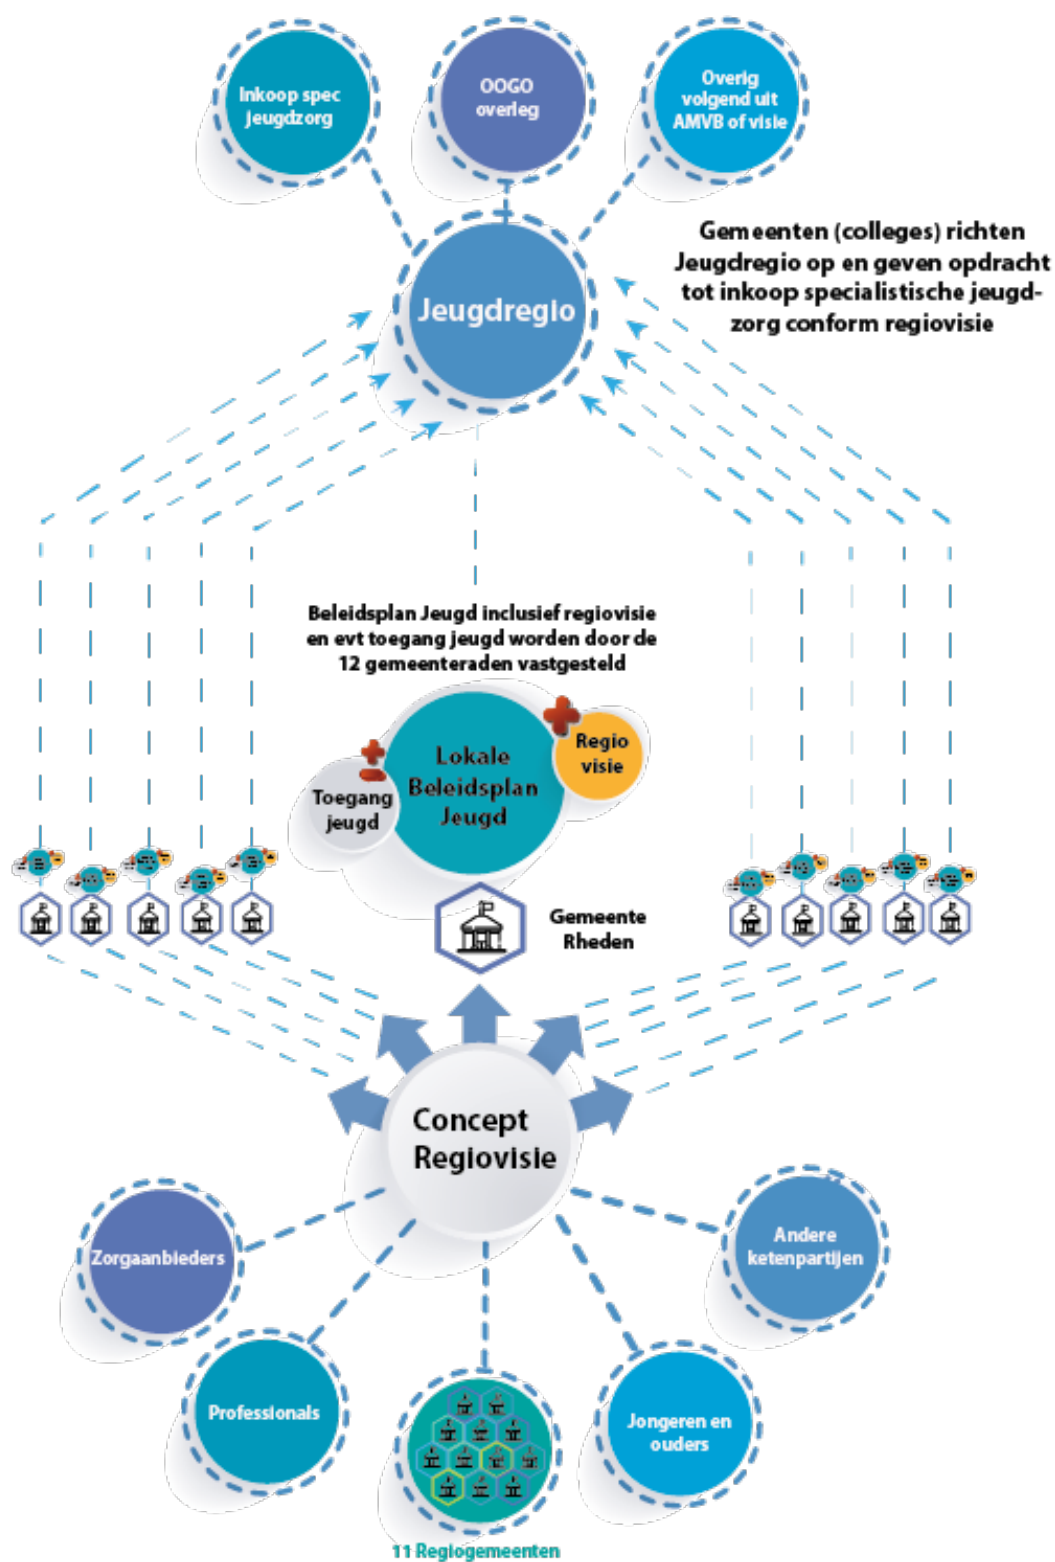 Inkoop spec
jeugdzorg
OOGO
overleg
Overig
volgend uit
AMVB of visie
Jeugdregio
Gemeenten (colleges) richten
Jeugdregio op en geven opdracht
tot inkoop specialistische jeugd-
zorg conform regiovisie
Beleidsplan Jeugd inclusief regiovisie
en evt toegang jeugd worden door de
12 gemeenteraden vastgesteld
Lokale
Beleidsplan
Jeugd
Regio
visie
Toegang
jeugd
Gemeente
Rheden
Concept
Regiovisie
Zorgaanbieders
Andere
ketenpartijen
Professionals
Jongeren en
ouders
11 Regiogemeenten